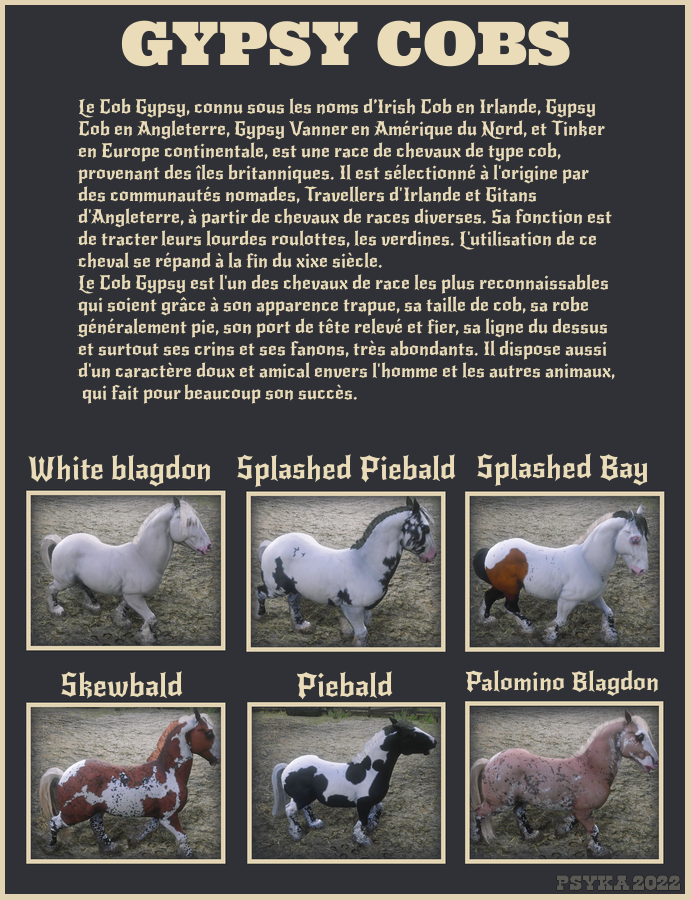 GYPSY COBS
Le Cob Gypsy, connu sous les noms d'Irish Cob en Irlande, Gypsy
Cob en Angleterre, Gypsy Vanner en Amérique du Nord, et Tinker
en Europe continentale, est une race de chevaux de type cob,
provenant des îles britanniques. Il est sélectionné à l'origine par
des communautés nomades, Travellers d'Irlande et Gitans
d'Angleterre, à partir de chevaux de races diverses. Sa fonction est
de tracter leurs lourdes roulottes, les verdines. L'utilisation de ce
cheval se répand à la fin du xixe siècle.
Le Cob Gypsy est l'un des chevaux de race les plus reconnaissables
qui soient grâce à son apparence trapue, sa taille de cob, sa robe
généralement pie, son port de tête relevé et fier, sa ligne du dessus
et surtout ses crins et ses fanons, très abondants. Il dispose aussi
d'un caractère doux et amical envers l'homme et les autres animaux,
qui fait pour beaucoup son succès.
White blagdon
Splashed Piebald
Splashed Bay
Skewbald
Piebald
Palomino Blagdon
PSYKA 2022